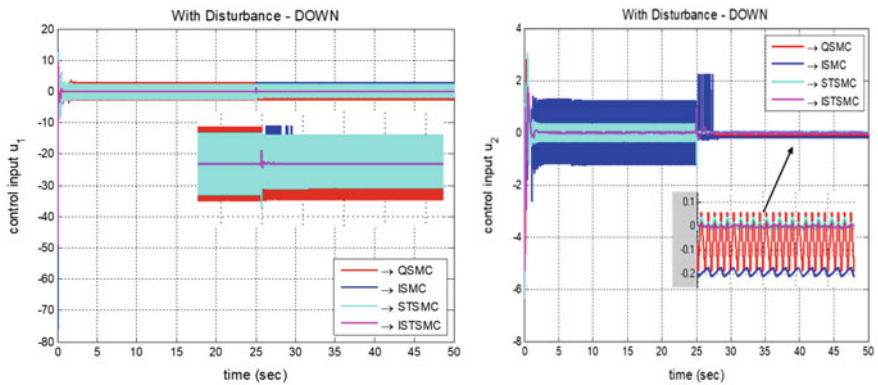 With Disturbance - DOWN
20
10
0
-10
-20
-30
-40
-50
-60
-70
-80
control input u1
→ QSMC
→ ISMC
→ STSMC
→ ISTSMC
0 5 10 15 20 25 30 35 40 45 50
time (sec)
With Disturbance - DOWN
4
2
0
-2
-4
-6
-8
control input u2
→ QSMC
→ ISMC
→ STSMC
→ ISTSMC
0.1
0
-0.1
-0.2
0 5 10 15 20 25 30 35 40 45 50
time (sec)